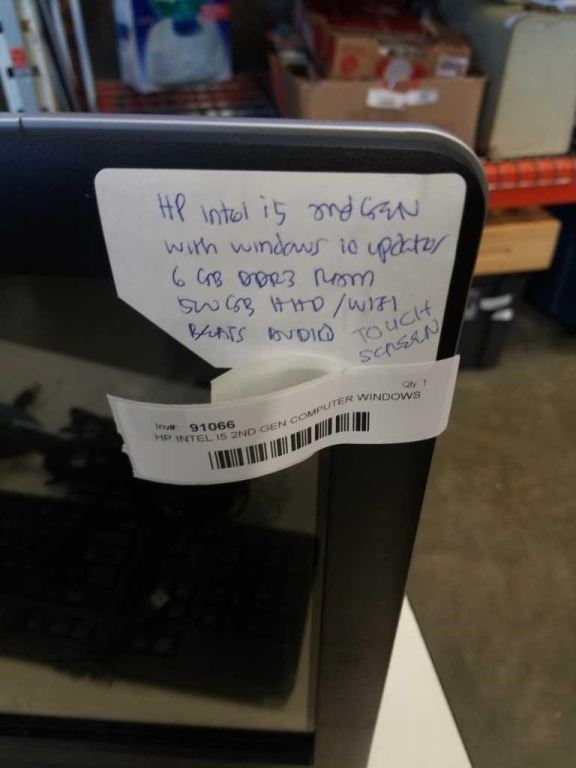 HP intel i5 2nd GEN
with windows 10 updates
6 GB DDR3 Ram
500GB HHD / WIFI
BEATS AUDIO TOUCH
SCREEN
Inv#: 91066 Qty 1
HP INTEL I5 2ND GEN COMPUTER WINDOWS